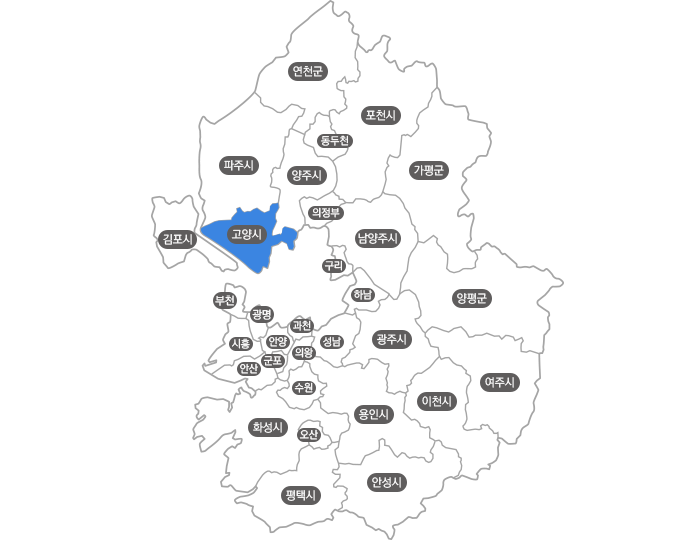 연천군
포천시
동두천
파주시
양주시
가평군
의정부
고양시
김포시
남양주시
구리
하남
양평군
부천
광명
과천
시흥
안양
성남
광주시
의왕
군포
안산
여주시
수원
이천시
용인시
화성시
오산
안성시
평택시